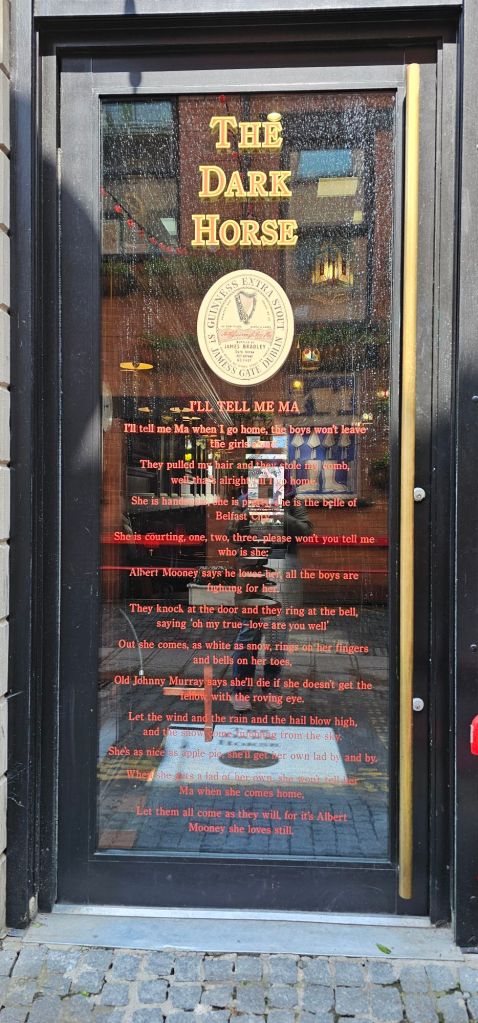 THE
DARK
HORSE
GUINNESS EXTRA STOUT
ST JAMES'S GATE DUBLIN
JAMES BRADLEY
I'LL TELL ME MA
I'll tell me Ma when I go home, the boys won't leave
the girls
They pulled my hair and they stole my comb,
well that's alright home.
She is handsome, she is pretty, she is the belle of
Belfast City
She is courting, one, two, three, please won't you tell me
who is she;
Albert Mooney says he loves her, all the boys are
fighting for her.
They knock at the door and they ring at the bell,
saying 'oh my true-love are you well'
Out she comes, as white as snow, rings on her fingers
and bells on her toes,
Old Johnny Murray says she'll die if she doesn't get the
fellow with the roving eye.
Let the wind and the rain and the hail blow high,
and the snow come from the sky.
She's as nice as apple pie, she'll get her own lad by and by.
When she gets a lad of her own, she won't tell her
Ma when she comes home,
Let them all come as they will, for it's Albert
Mooney she loves still.